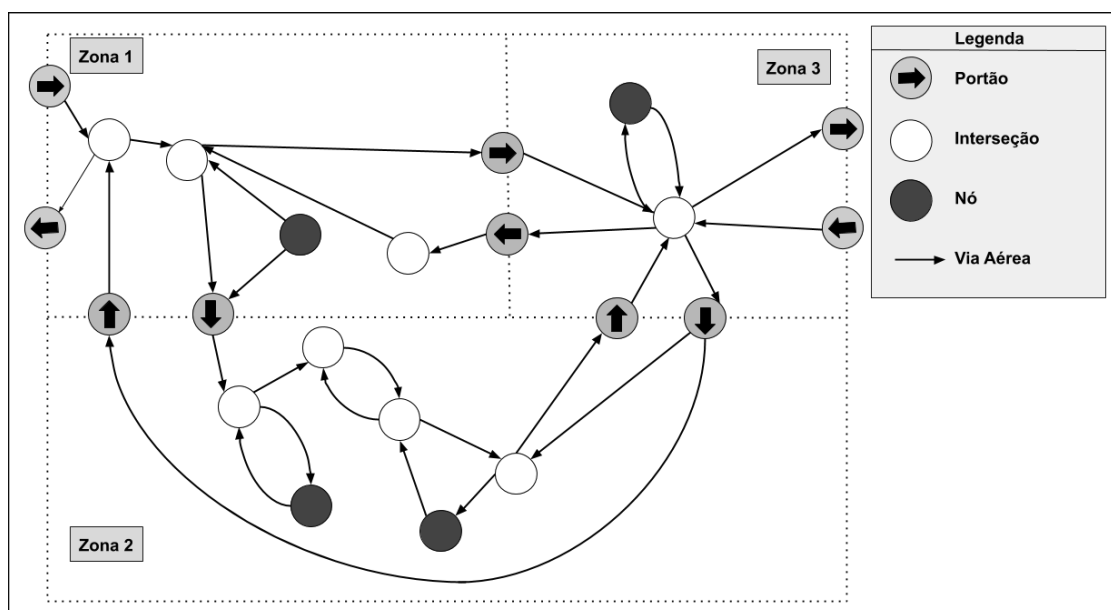 Zona 1
Zona 3
Zona 2
Legenda
Portão
Interseção
Nó
Via Aérea